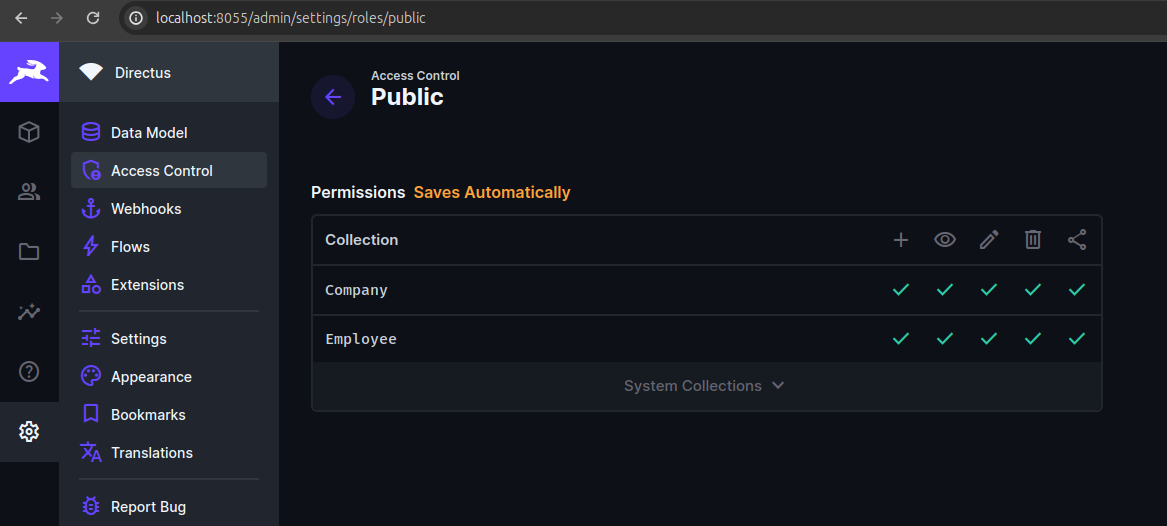 localhost:8055/admin/settings/roles/public
Directus
Data Model
Access Control
Webhooks
Flows
Extensions
Settings
Appearance
Bookmarks
Translations
Report Bug
Access Control
Public
Permissions Saves Automatically
Collection
Company
Employee
System Collections